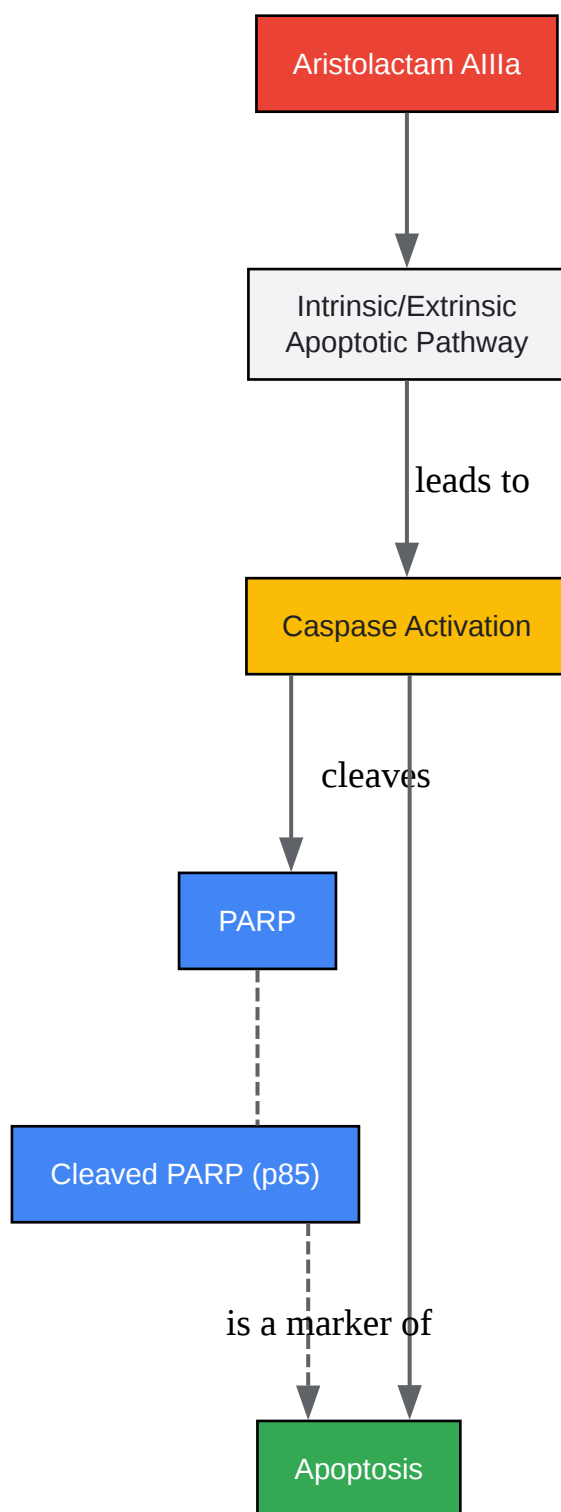 Aristolactam AIIIa
Intrinsic/Extrinsic
Apoptotic Pathway
leads to
Caspase Activation
cleaves
PARP
Cleaved PARP (p85)
is a marker of
Apoptosis